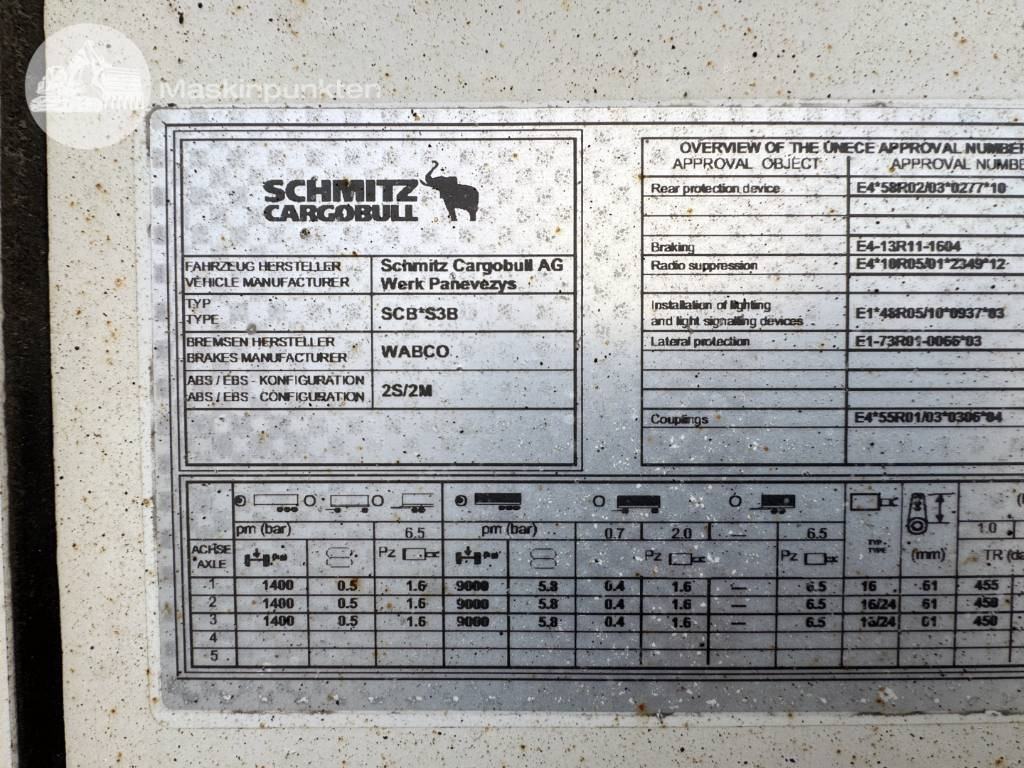 Maskinpunkten
SCHMITZ
CARGOBULL
FAHRZEUG HERSTELLER
VEHICLE MANUFACTURER
Schmitz Cargobull AG
Werk Panevezys
TYP
TYPE
SCB*S3B
BREMSEN HERSTELLER
BRAKES MANUFACTURER
WABCO
ABS / EBS - KONFIGURATION
ABS / EBS - CONFIGURATION
2S/2M
OVERVIEW OF THE UNECE APPROVAL NUMBER
APPROVAL OBJECT APPROVAL NUMBE
Rear protection device E4*58R02/03*0277*10
Braking E4-13R11-1604
Radio suppression E4*10R05/01*2349*12
Installation of lighting
and light signalling devices E1*48R05/10*0937*03
Lateral protection E1-73R01-0066*03
Couplings E4*55R01/03*0306*04
pm (bar) 6.5 pm (bar) 0.7 2.0 — 6.5 1.0
ACHSE
AXLE
Pz Pz Pz TYP
TYPE (mm) TR (da
1 1400 0.5 1.6 9000 5.8 0.4 1.6 — 6.5 16 61 455
2 1400 0.5 1.6 9000 5.8 0.4 1.6 — 6.5 16/24 61 450
3 1400 0.5 1.6 9000 5.8 0.4 1.6 — 6.5 16/24 61 450
4
5